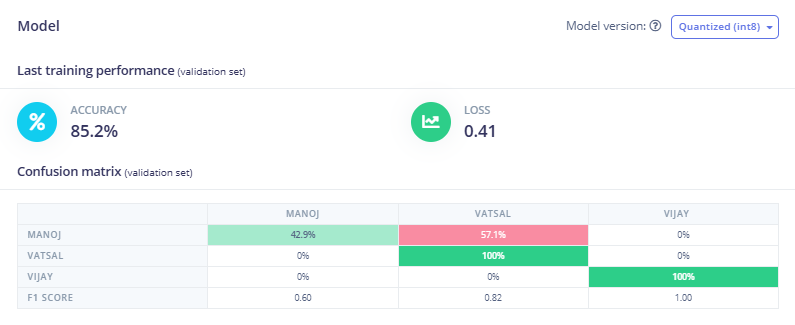 Model
Model version: Quantized (int8)
Last training performance (validation set)
% ACCURACY
85.2%
LOSS
0.41
Confusion matrix (validation set)
MANOJ VATSAL VIJAY
MANOJ 42.9% 57.1% 0%
VATSAL 0% 100% 0%
VIJAY 0% 0% 100%
F1 SCORE 0.60 0.82 1.00